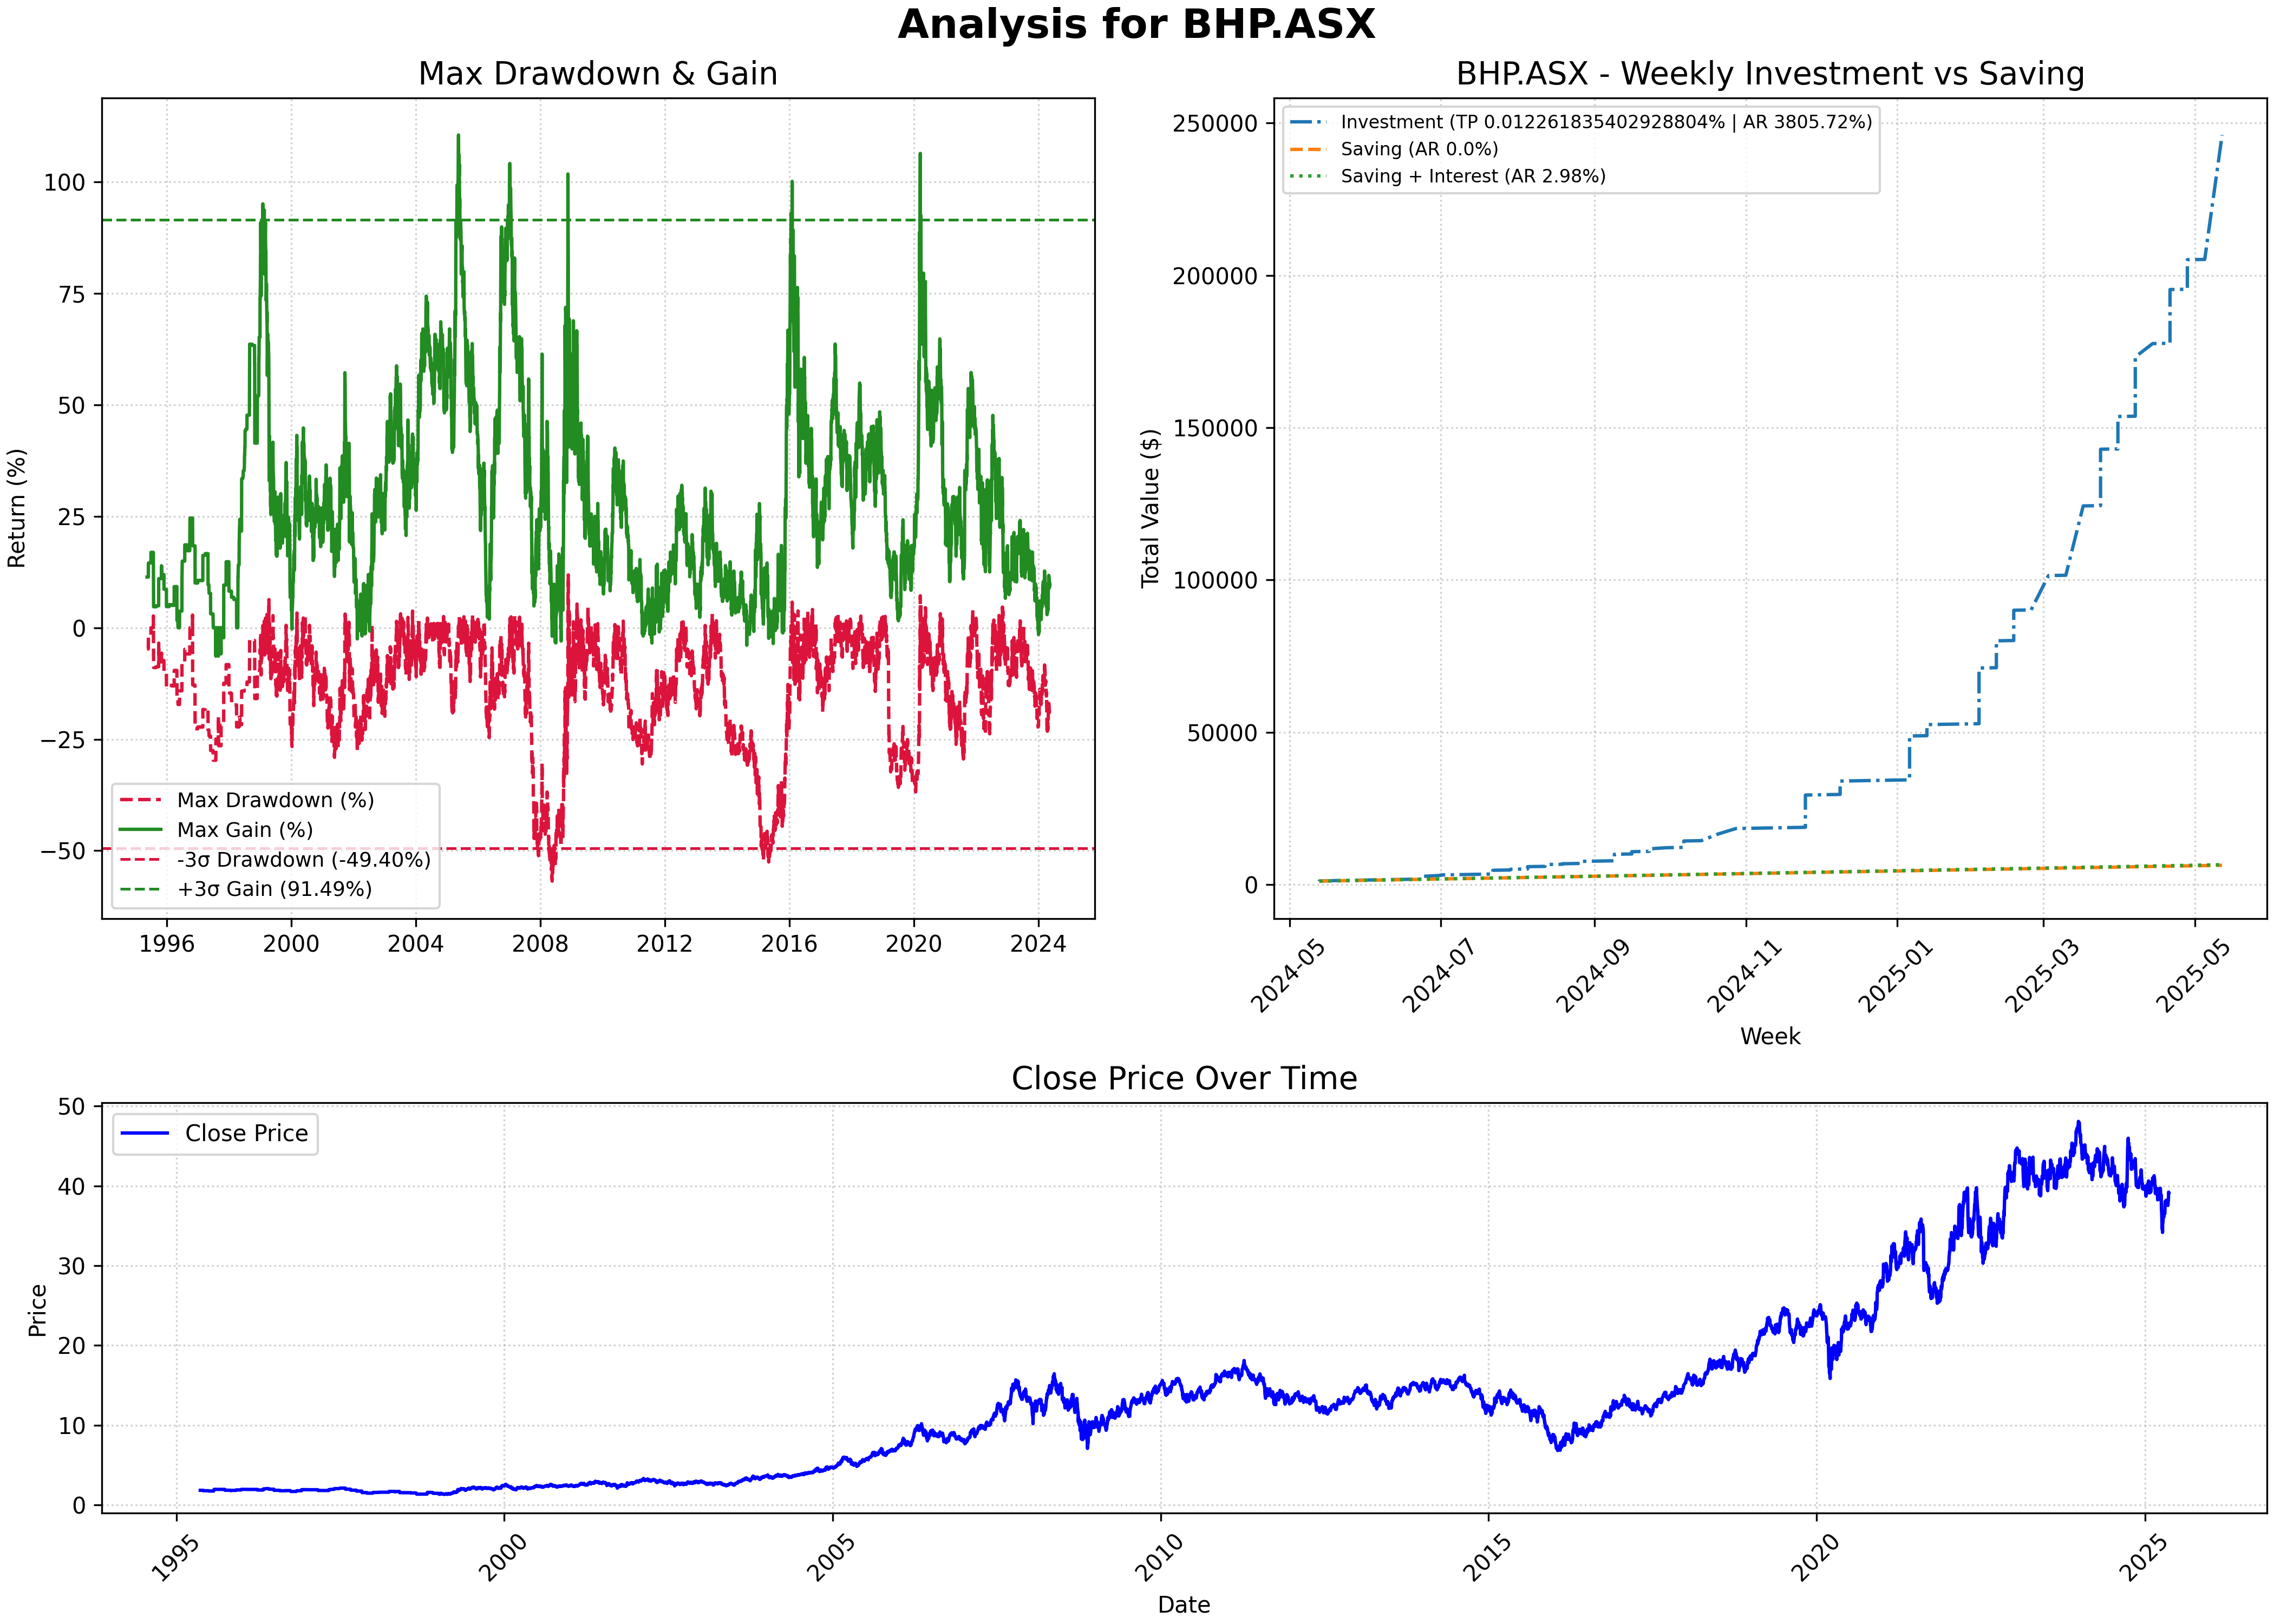 Analysis for BHP.ASX
Max Drawdown & Gain
Return (%)
100
75
50
25
0
−25
−50
Max Drawdown (%)
Max Gain (%)
-3σ Drawdown (-49.40%)
+3σ Gain (91.49%)
1996
2000
2004
2008
2012
2016
2020
2024
BHP.ASX - Weekly Investment vs Saving
Total Value ($)
250000
200000
150000
100000
50000
0
Investment (TP 0.012261835402928804% | AR 3805.72%)
Saving (AR 0.0%)
Saving + Interest (AR 2.98%)
2024-05
2024-07
2024-09
2024-11
2025-01
2025-03
2025-05
Week
Close Price Over Time
Price
50
40
30
20
10
0
Close Price
1995
2000
2005
2010
2015
2020
2025
Date